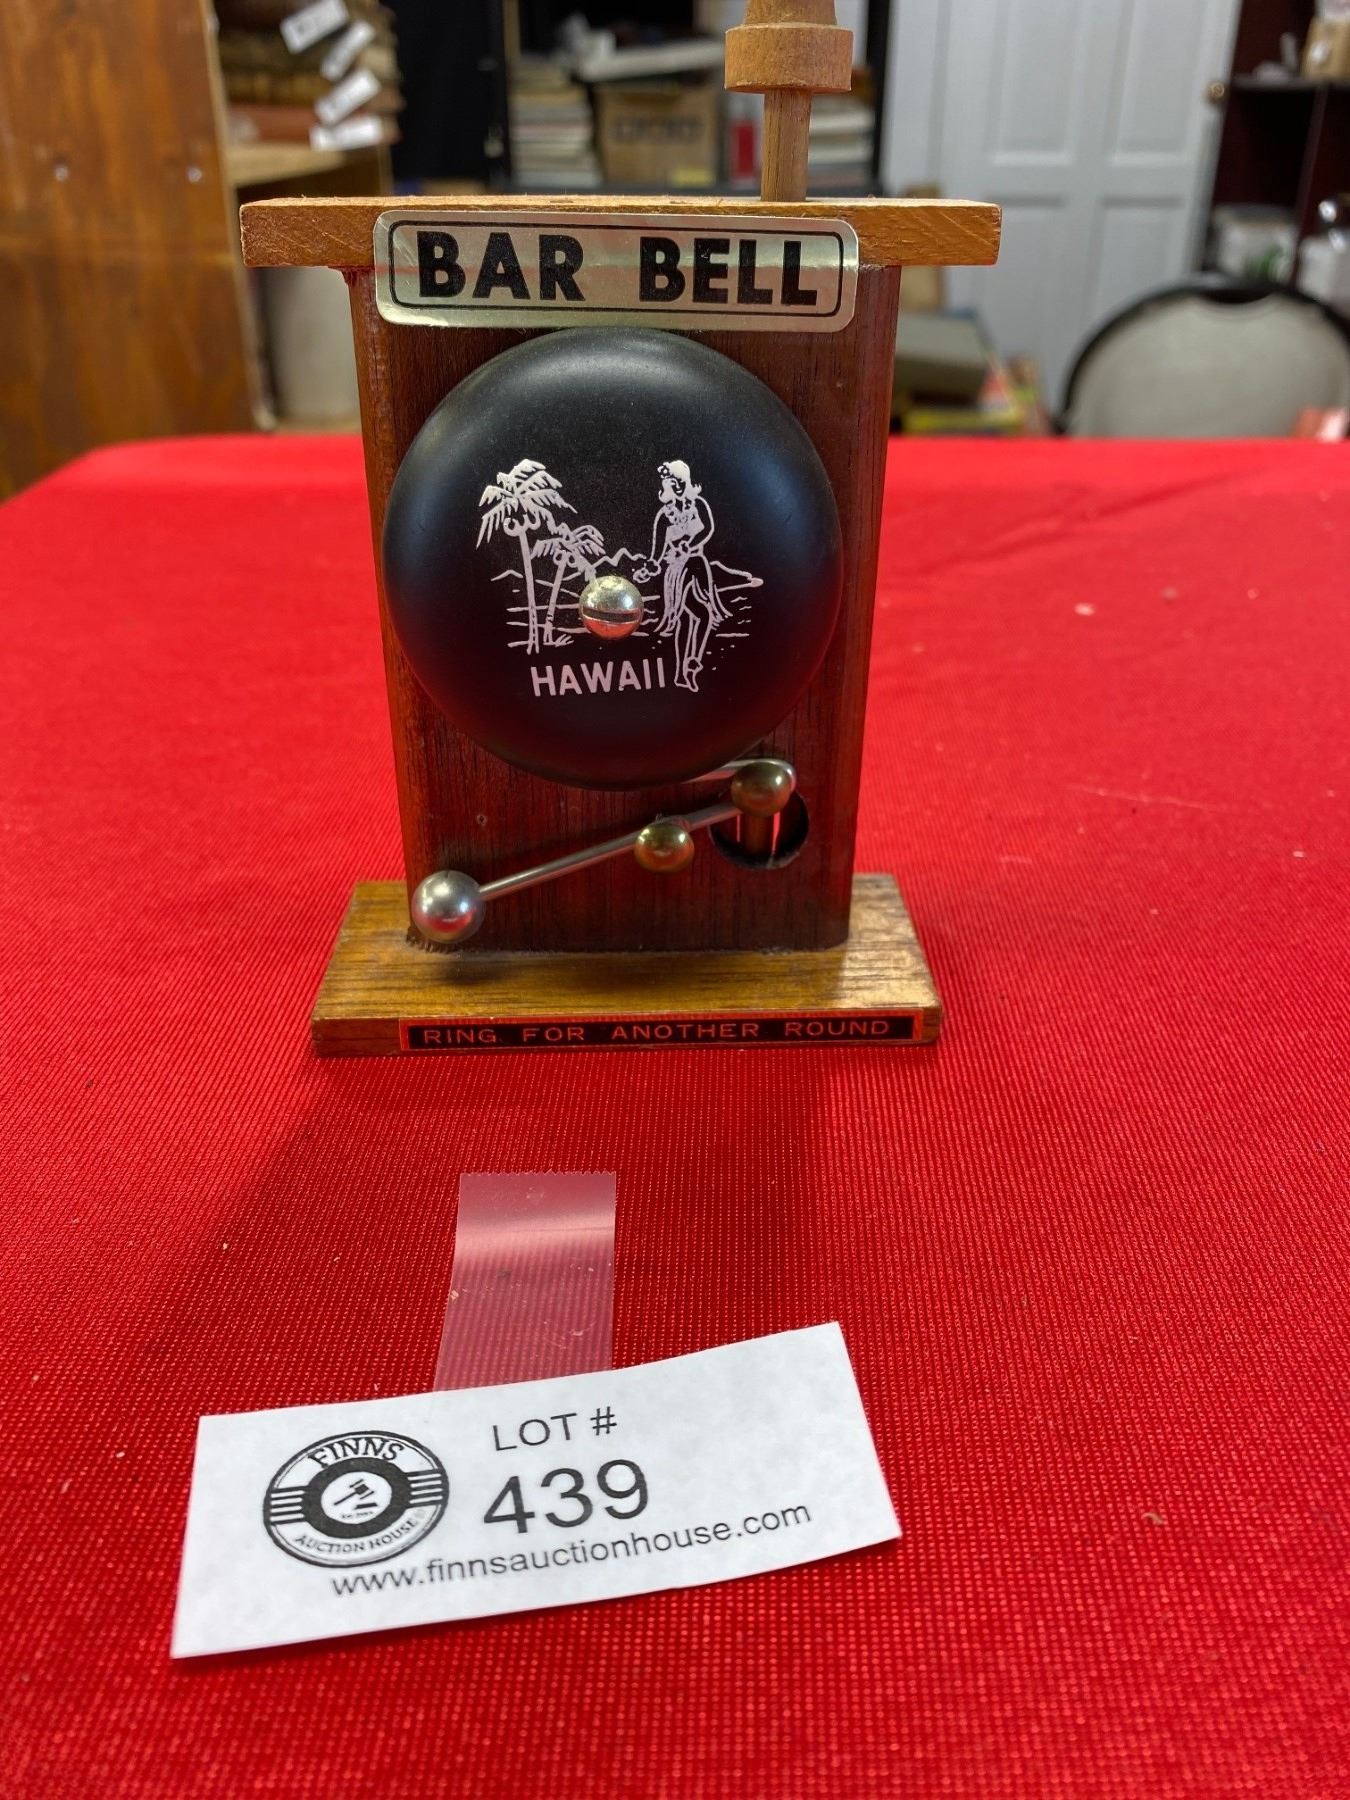 BAR BELL
HAWAII
RING FOR ANOTHER ROUND
LOT #
FINNS
439
AUCTION HOUSE
www.finnsauctionhouse.com